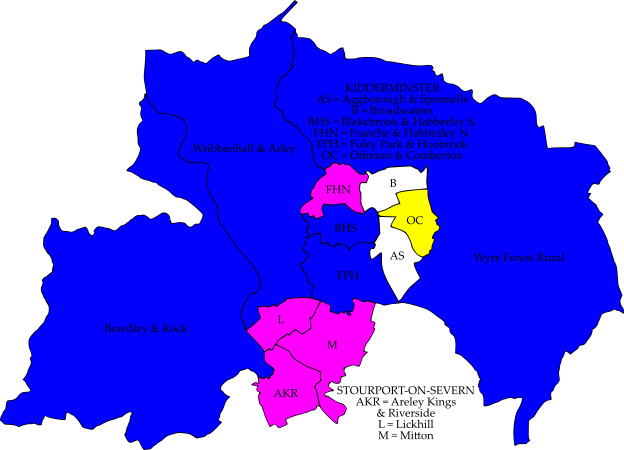 KIDDERMINSTER
AS = Aggborough & Spennells
B = Broadwaters
BHS = Blakebrook & Habberley S.
FHN = Franche & Habberley N.
FPH = Foley Park & Hoobrook
OC = Offmore & Comberton
Wribbenhall & Arley
FHN
B
OC
BHS
AS
Wyre Forest Rural
FPH
L
Bewdley & Rock
M
AKR
STOURPORT-ON-SEVERN
AKR = Areley Kings
& Riverside
L = Lickhill
M = Mitton